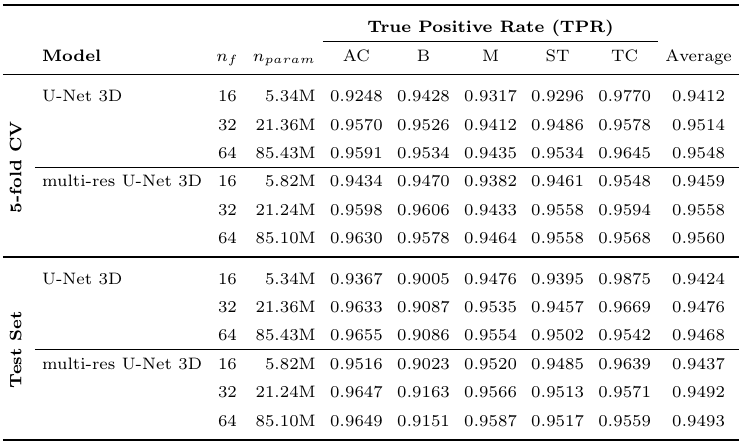 True Positive Rate (TPR)
Model n_f n_param AC B M ST TC Average
5-fold CV
U-Net 3D 16 5.34M 0.9248 0.9428 0.9317 0.9296 0.9770 0.9412
32 21.36M 0.9570 0.9526 0.9412 0.9486 0.9578 0.9514
64 85.43M 0.9591 0.9534 0.9435 0.9534 0.9645 0.9548
multi-res U-Net 3D 16 5.82M 0.9434 0.9470 0.9382 0.9461 0.9548 0.9459
32 21.24M 0.9598 0.9606 0.9433 0.9558 0.9594 0.9558
64 85.10M 0.9630 0.9578 0.9464 0.9558 0.9568 0.9560
Test Set
U-Net 3D 16 5.34M 0.9367 0.9005 0.9476 0.9395 0.9875 0.9424
32 21.36M 0.9633 0.9087 0.9535 0.9457 0.9669 0.9476
64 85.43M 0.9655 0.9086 0.9554 0.9502 0.9542 0.9468
multi-res U-Net 3D 16 5.82M 0.9516 0.9023 0.9520 0.9485 0.9639 0.9437
32 21.24M 0.9647 0.9163 0.9566 0.9513 0.9571 0.9492
64 85.10M 0.9649 0.9151 0.9587 0.9517 0.9559 0.9493